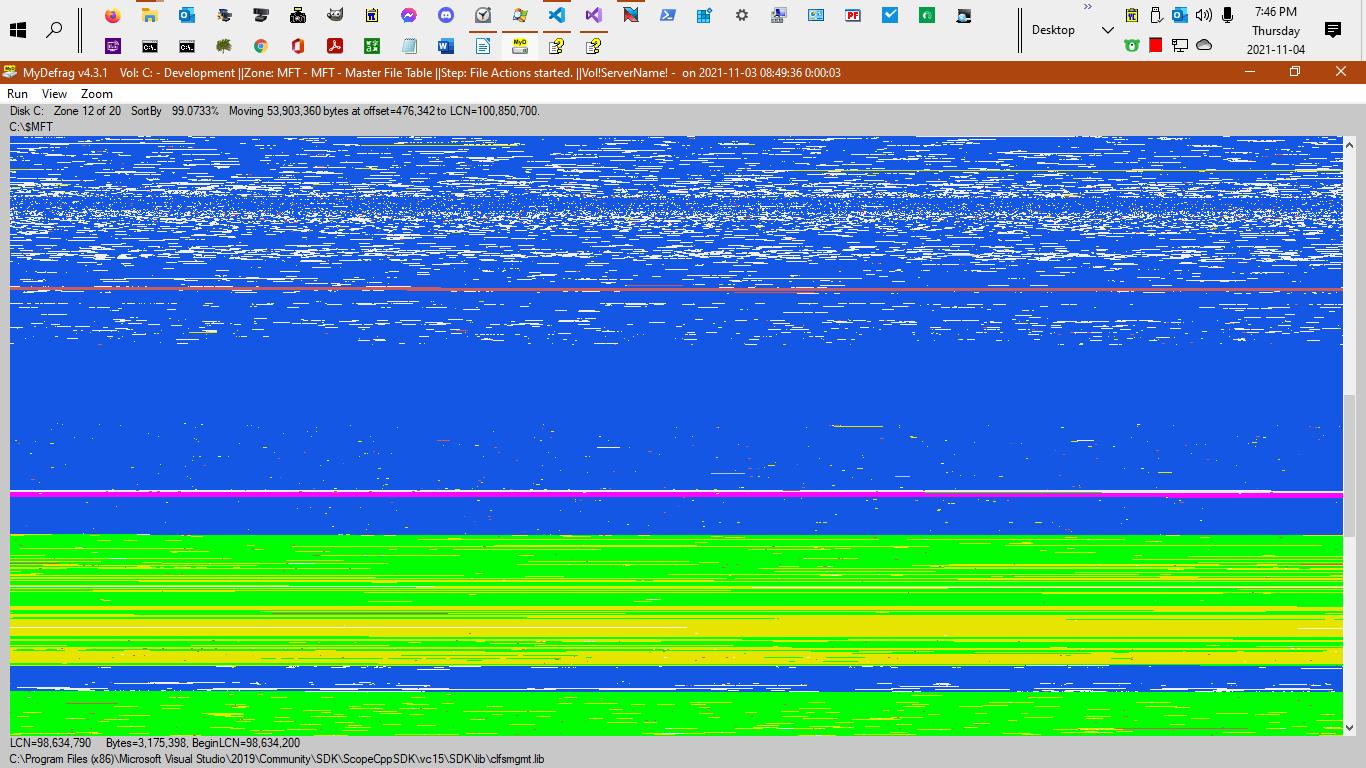 7:46 PM
Desktop
Thursday
2021-11-04
MyDefrag v4.3.1 Vol: C: - Development ||Zone: MFT - MFT - Master File Table ||Step: File Actions started. ||Vol!ServerName! - on 2021-11-03 08:49:36 0:00:03
Run View Zoom
Disk C: Zone 12 of 20 SortBy 99.0733% Moving 53,903,360 bytes at offset=476,342 to LCN=100,850,700.
C:\$MFT
LCN=98,634,790 Bytes=3,175,398, BeginLCN=98,634,200
C:\Program Files (x86)\Microsoft Visual Studio\2019\Community\SDK\ScopeCppSDK\vc15\SDK\lib\clfsmgmt.lib